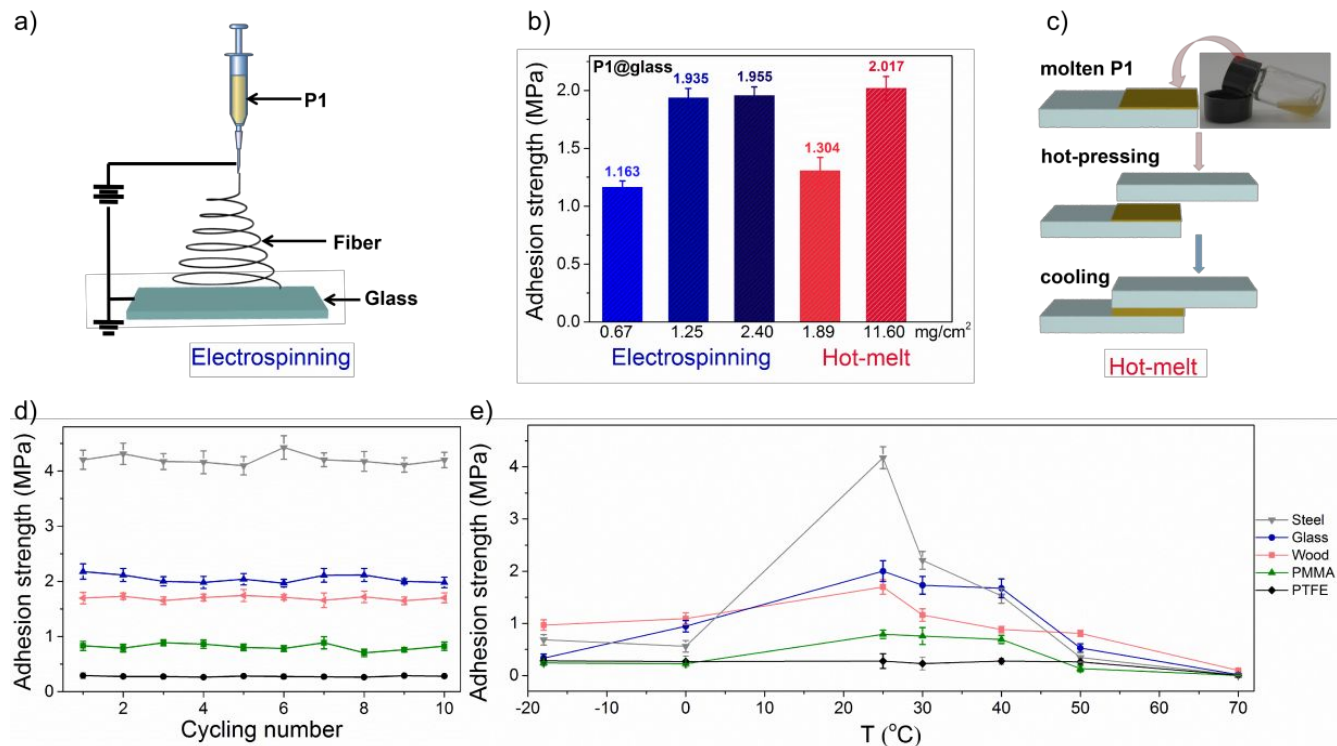 a)
P1
Fiber
Glass
Electrospinning
b)
P1@glass
Adhesion strength (MPa)
2.0
1.5
1.0
0.5
0.0
1.163
1.935
1.955
1.304
2.017
0.67 1.25 2.40 1.89 11.60 mg/cm²
Electrospinning Hot-melt
c)
molten P1
hot-pressing
cooling
Hot-melt
d)
Adhesion strength (MPa)
4
3
2
1
0
2 4 6 8 10
Cycling number
e)
Adhesion strength (MPa)
4
3
2
1
0
-20 -10 0 10 20 30 40 50 60 70
T (°C)
Steel
Glass
Wood
PMMA
PTFE